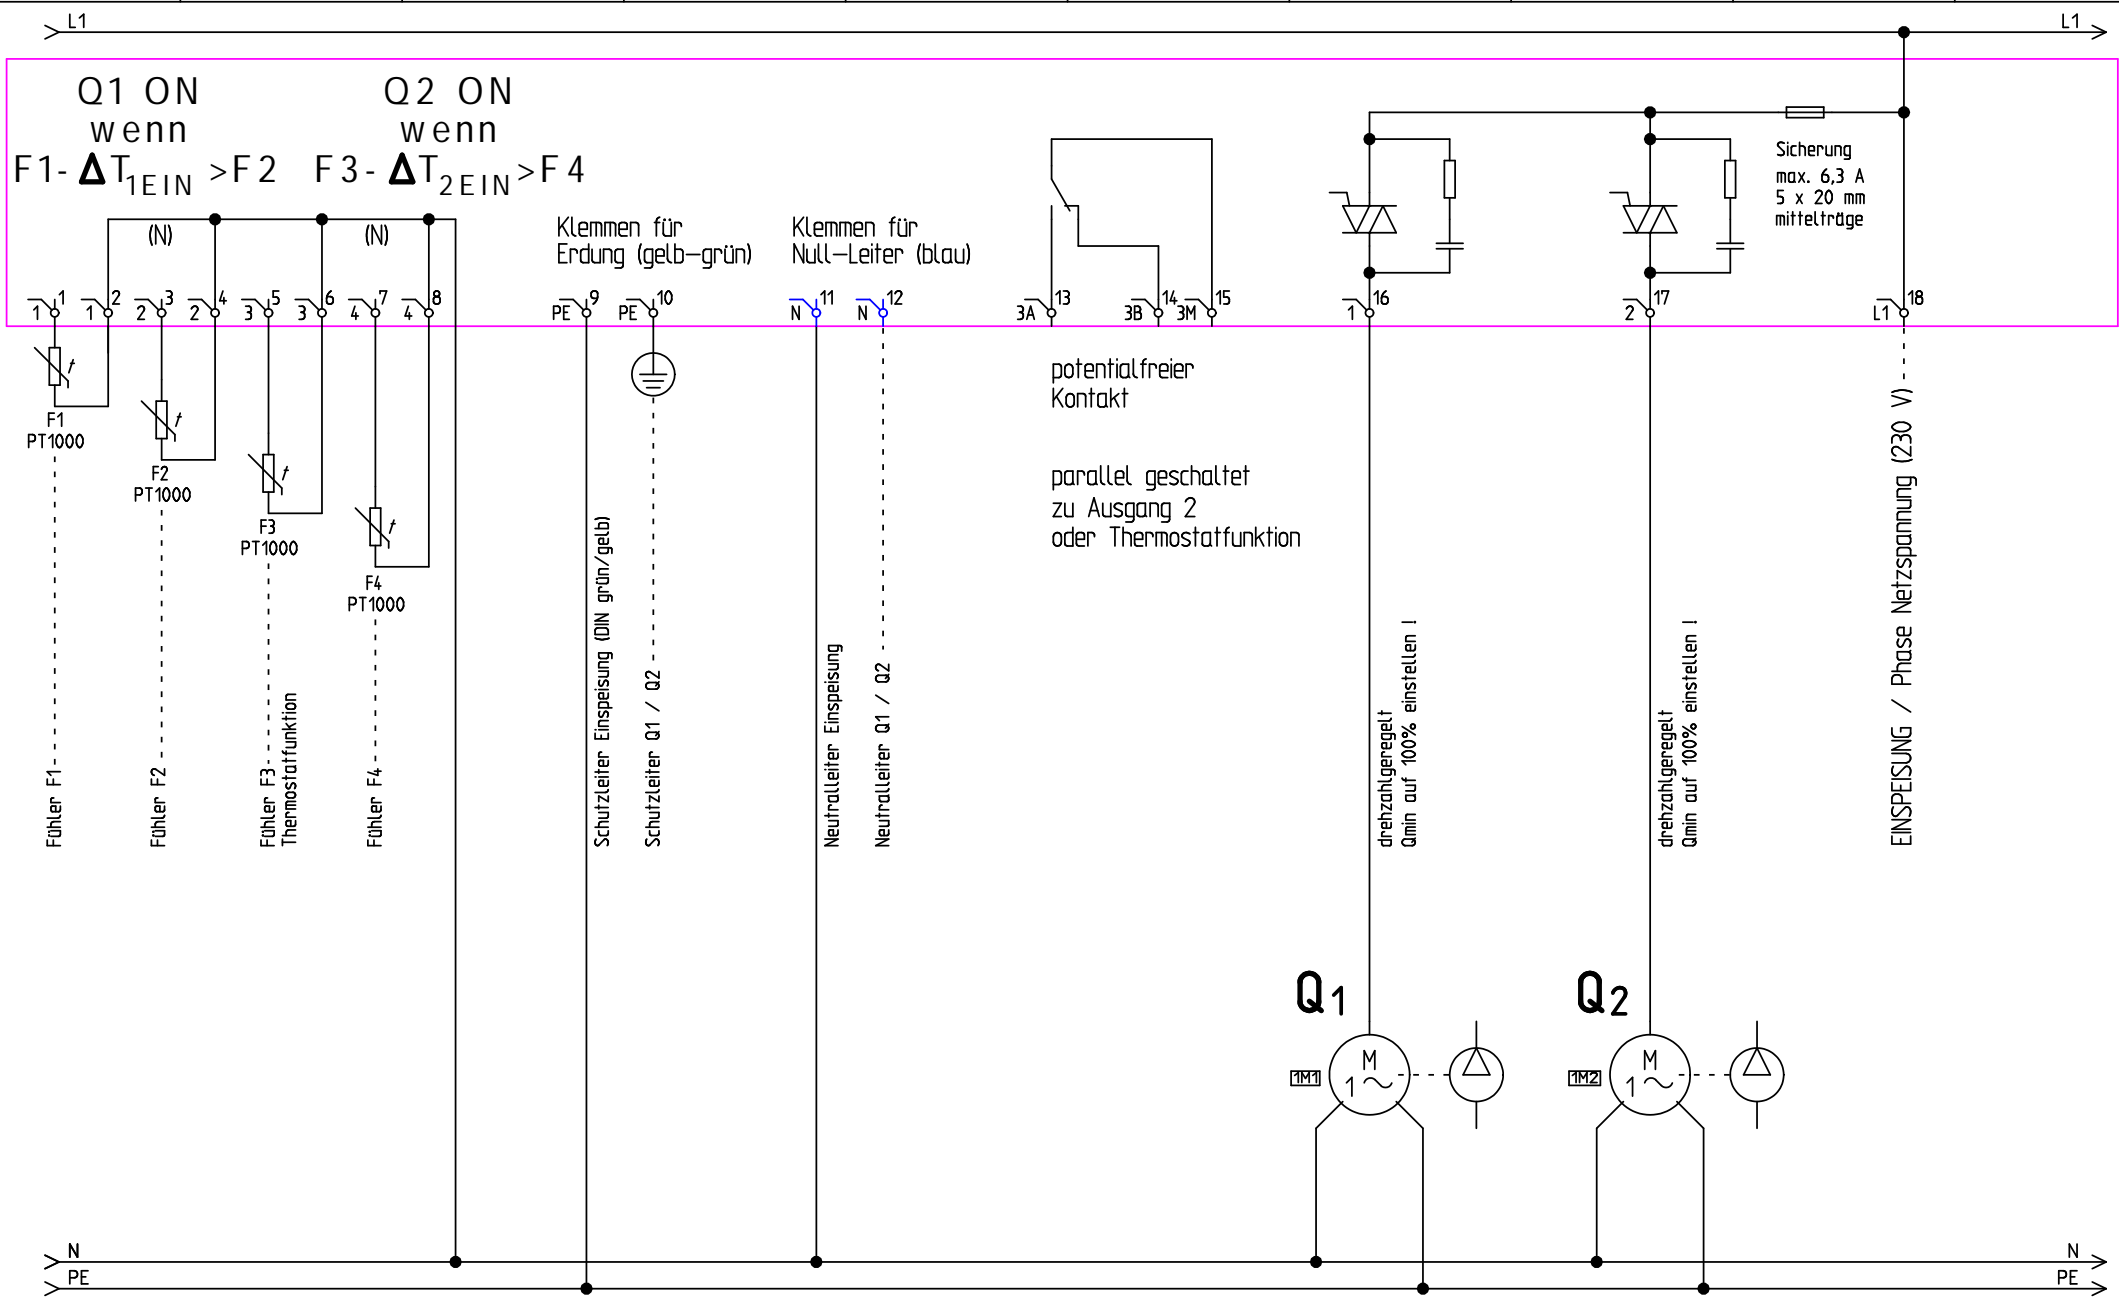 L1 L1
Q1 ON
wenn
F1-ΔT1EIN >F2
Q2 ON
wenn
F3-ΔT2EIN >F4
(N) (N)
Klemmen für
Erdung (gelb-grün)
Klemmen für
Null-Leiter (blau)
Sicherung
max. 6,3 A
5 x 20 mm
mittelträge
1 2 3 4 5 6 7 8 9 10 11 12 13 14 15 16 17 18
1 1 2 2 3 3 4 4 PE PE N N 3A 3B 3M 1 2 L1
t
F1
PT1000
t
F2
PT1000
t
F3
PT1000
t
F4
PT1000
potentialfreier
Kontakt
parallel geschaltet
zu Ausgang 2
oder Thermostatfunktion
Fühler F1
Fühler F2
Fühler F3
Thermostatfunktion
Fühler F4
Schutzleiter Einspeisung (DIN grün/gelb)
Schutzleiter Q1 / Q2
Neutralleiter Einspeisung
Neutralleiter Q1 / Q2
drehzahlgeregelt
Qmin auf 100% einstellen !
drehzahlgeregelt
Qmin auf 100% einstellen !
EINSPEISUNG / Phase Netzspannung (230 V)
Q1
1M1
M
1~
Q2
1M2
M
1~
N N
PE PE